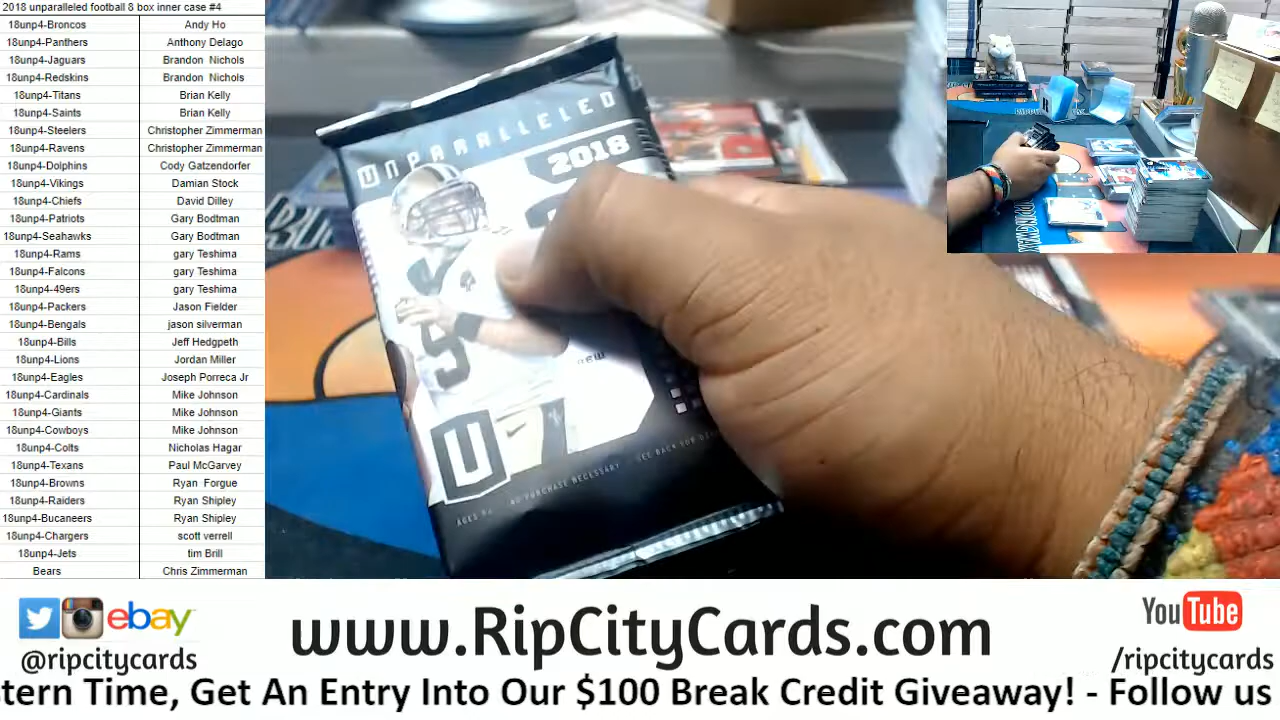 2018 unparalleled football 8 box inner case #4
18unp4-Broncos Andy Ho
18unp4-Panthers Anthony Delago
18unp4-Jaguars Brandon Nichols
18unp4-Redskins Brandon Nichols
18unp4-Titans Brian Kelly
18unp4-Saints Brian Kelly
18unp4-Steelers Christopher Zimmerman
18unp4-Ravens Christopher Zimmerman
18unp4-Dolphins Cody Gatzendorfer
18unp4-Vikings Damian Stock
18unp4-Chiefs David Dilley
18unp4-Patriots Gary Bodtman
18unp4-Seahawks Gary Bodtman
18unp4-Rams gary Teshima
18unp4-Falcons gary Teshima
18unp4-49ers gary Teshima
18unp4-Packers Jason Fielder
18unp4-Bengals jason silverman
18unp4-Bills Jeff Hedgpeth
18unp4-Lions Jordan Miller
18unp4-Eagles Joseph Porreca Jr
18unp4-Cardinals Mike Johnson
18unp4-Giants Mike Johnson
18unp4-Cowboys Mike Johnson
18unp4-Colts Nicholas Hagar
18unp4-Texans Paul McGarvey
18unp4-Browns Ryan Forgue
18unp4-Raiders Ryan Shipley
18unp4-Bucaneers Ryan Shipley
18unp4-Chargers scott verrell
18unp4-Jets tim Brill
Bears Chris Zimmerman
UNPARALLELED
2018
9
U
NO PURCHASE NECESSARY SEE BACK FOR
ebay
@ripcitycards
www.RipCityCards.com
YouTube
/ripcitycards
tern Time, Get An Entry Into Our $100 Break Credit Giveaway! - Follow us